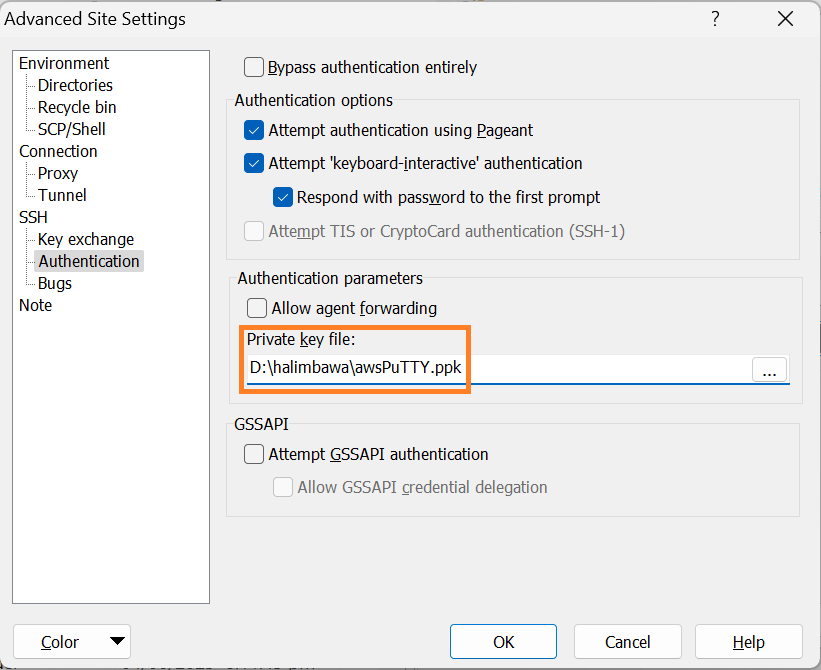 Advanced Site Settings
?
Environment
Directories
Recycle bin
SCP/Shell
Connection
Proxy
Tunnel
SSH
Key exchange
Authentication
Bugs
Note
Bypass authentication entirely
Authentication options
Attempt authentication using Pageant
Attempt 'keyboard-interactive' authentication
Respond with password to the first prompt
Attempt TIS or CryptoCard authentication (SSH-1)
Authentication parameters
Allow agent forwarding
Private key file:
D:\halimbawa\awsPuTTY.ppk
...
GSSAPI
Attempt GSSAPI authentication
Allow GSSAPI credential delegation
Color
OK
Cancel
Help